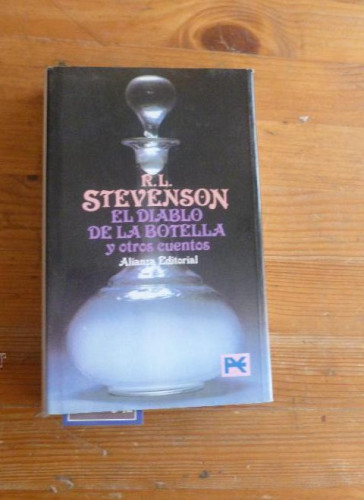 R.L.
STEVENSON
EL DIABLO
DE LA BOTELLA
y otros cuentos
Alianza Editorial